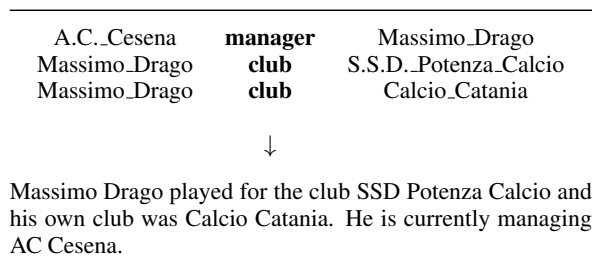 A.C._Cesena manager Massimo_Drago
Massimo_Drago club S.S.D._Potenza_Calcio
Massimo_Drago club Calcio_Catania
↓
Massimo Drago played for the club SSD Potenza Calcio and
his own club was Calcio Catania. He is currently managing
AC Cesena.